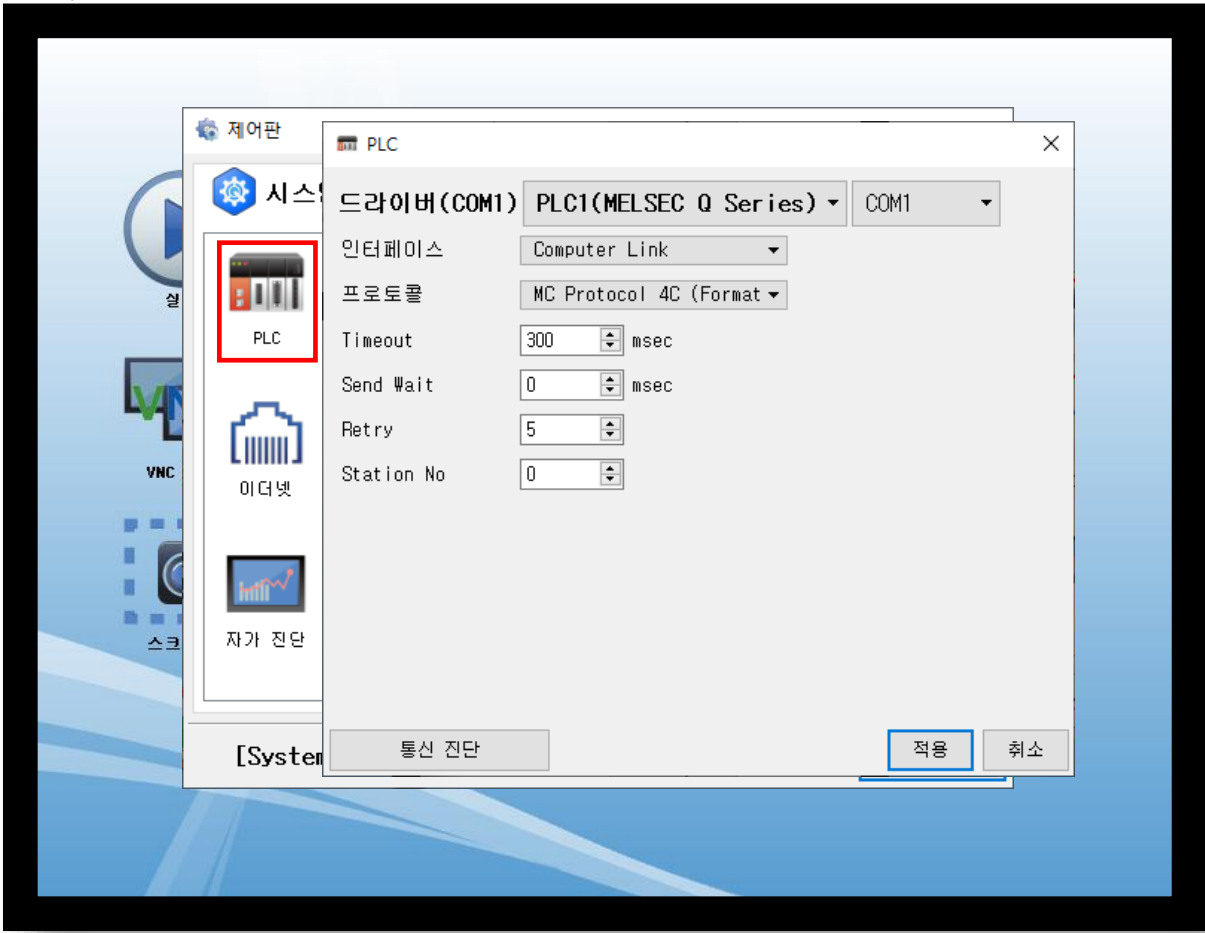 제어판
PLC
시스
드라이버(COM1) PLC1(MELSEC Q Series) COM1
인터페이스 Computer Link
프로토콜 MC Protocol 4C (Format
Timeout 300 msec
Send Wait 0 msec
Retry 5
Station No 0
PLC
이더넷
자가 진단
실
VNC
스크
[System
통신 진단 적용 취소